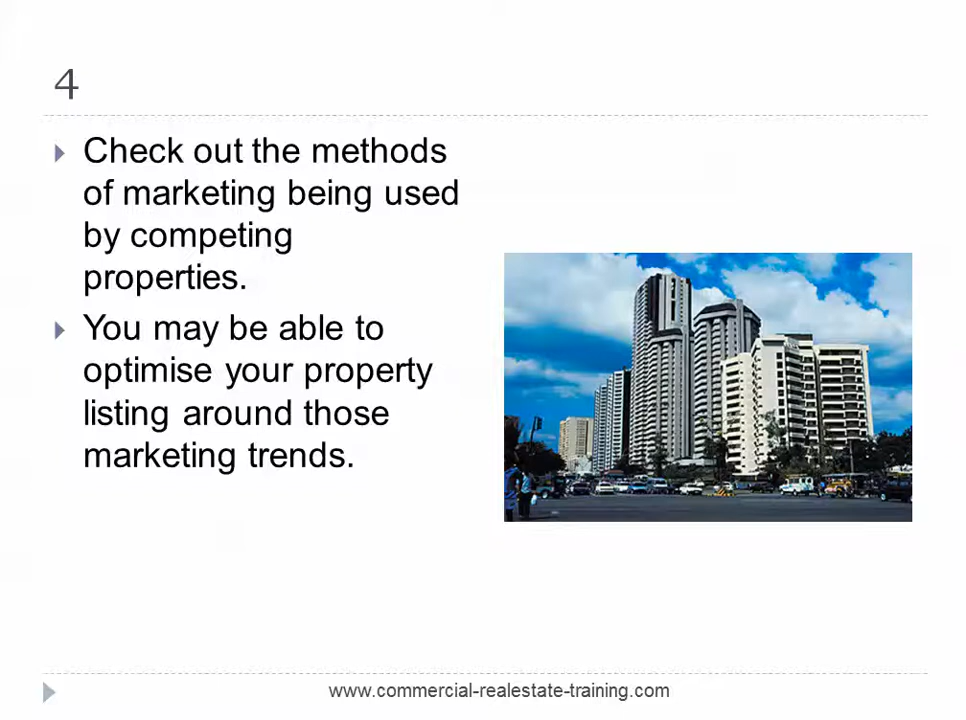 4
Check out the methods
of marketing being used
by competing
properties.
You may be able to
optimise your property
listing around those
marketing trends.
www.commercial-realestate-training.com